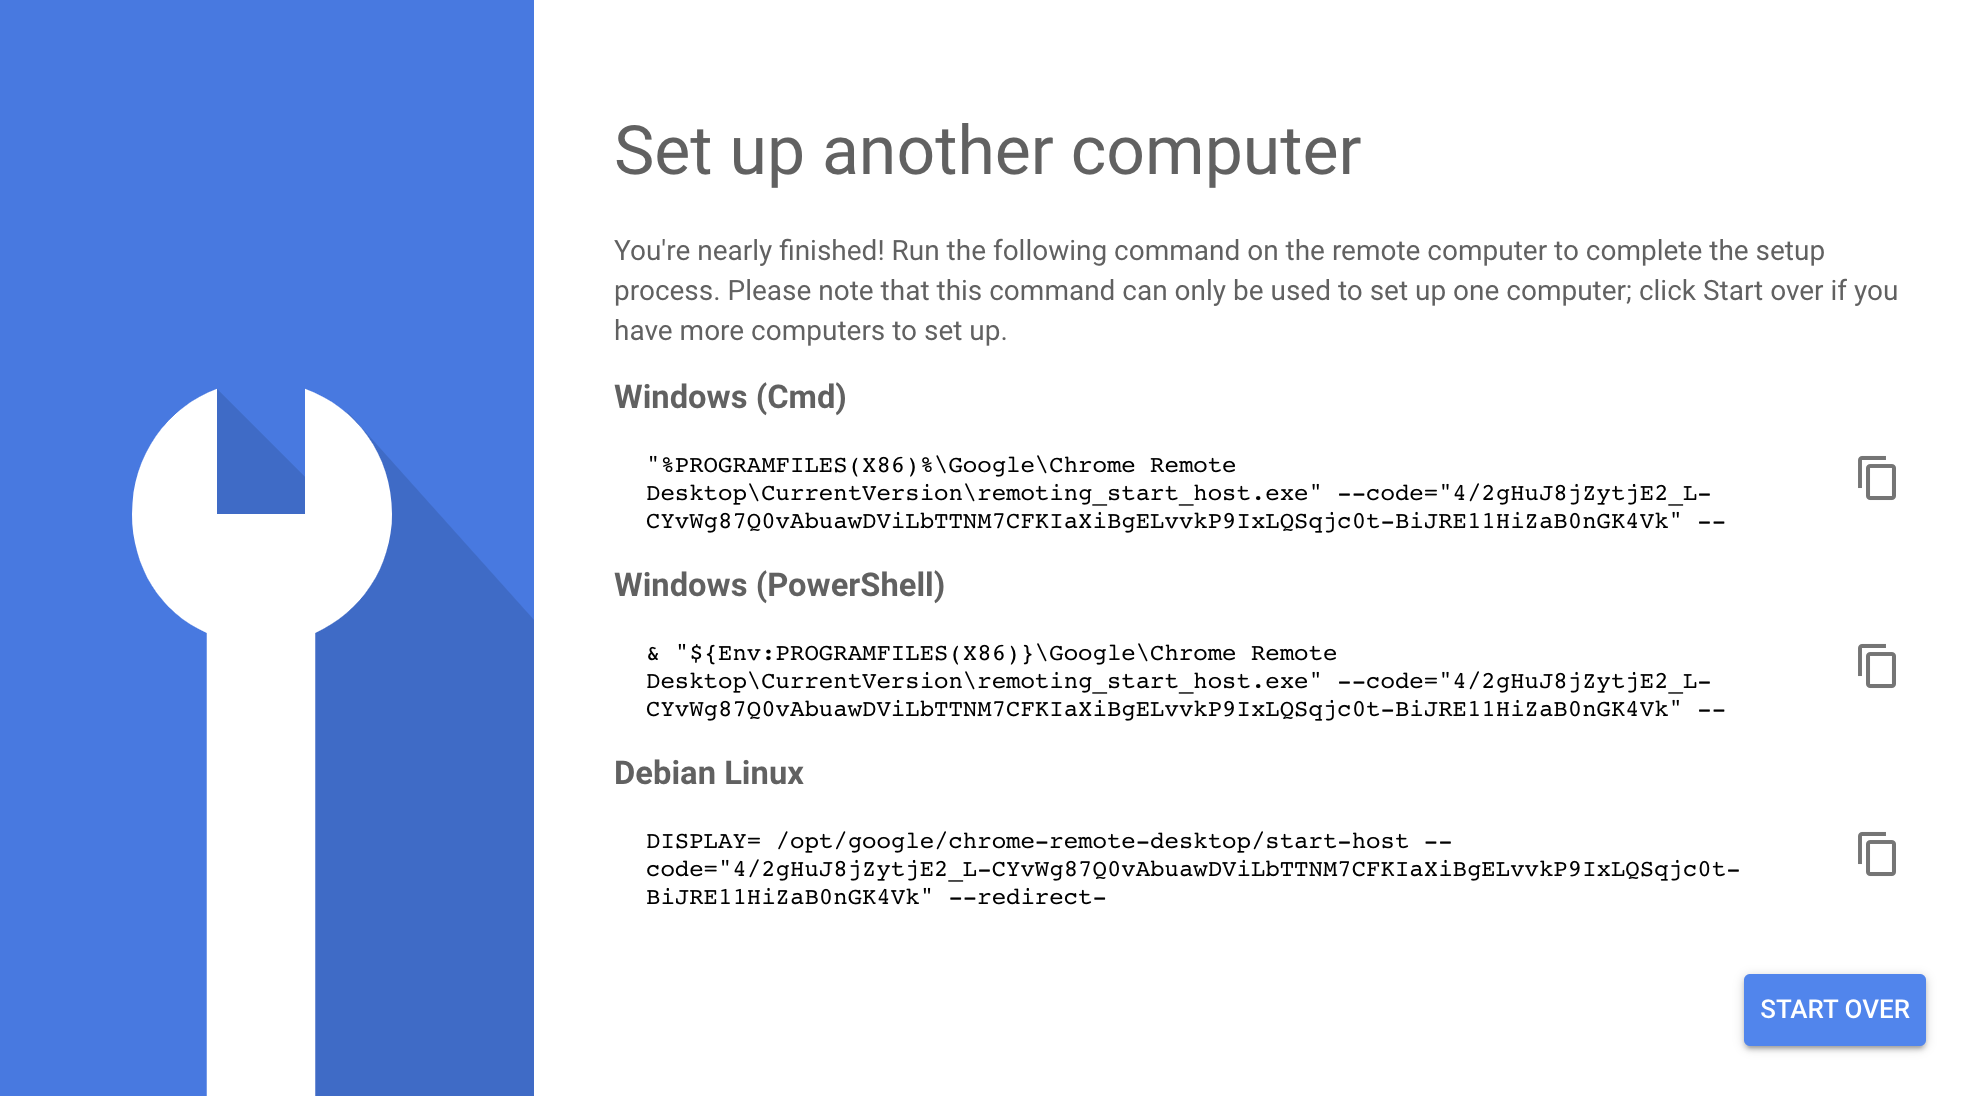 Set up another computer
You're nearly finished! Run the following command on the remote computer to complete the setup
process. Please note that this command can only be used to set up one computer; click Start over if you
have more computers to set up.
Windows (Cmd)
"%PROGRAMFILES(X86)%\Google\Chrome Remote
Desktop\CurrentVersion\remoting_start_host.exe" --code="4/2gHuJ8jZytjE2_L-
CYvWg87Q0vAbuawDViLbTTNM7CFKIaXiBgELvvkP9IxLQSqjc0t-BiJRE11HiZaB0nGK4Vk" --
Windows (PowerShell)
& "${Env:PROGRAMFILES(X86)}\Google\Chrome Remote
Desktop\CurrentVersion\remoting_start_host.exe" --code="4/2gHuJ8jZytjE2_L-
CYvWg87Q0vAbuawDViLbTTNM7CFKIaXiBgELvvkP9IxLQSqjc0t-BiJRE11HiZaB0nGK4Vk" --
Debian Linux
DISPLAY= /opt/google/chrome-remote-desktop/start-host --
code="4/2gHuJ8jZytjE2_L-CYvWg87Q0vAbuawDViLbTTNM7CFKIaXiBgELvvkP9IxLQSqjc0t-
BiJRE11HiZaB0nGK4Vk" --redirect-
START OVER